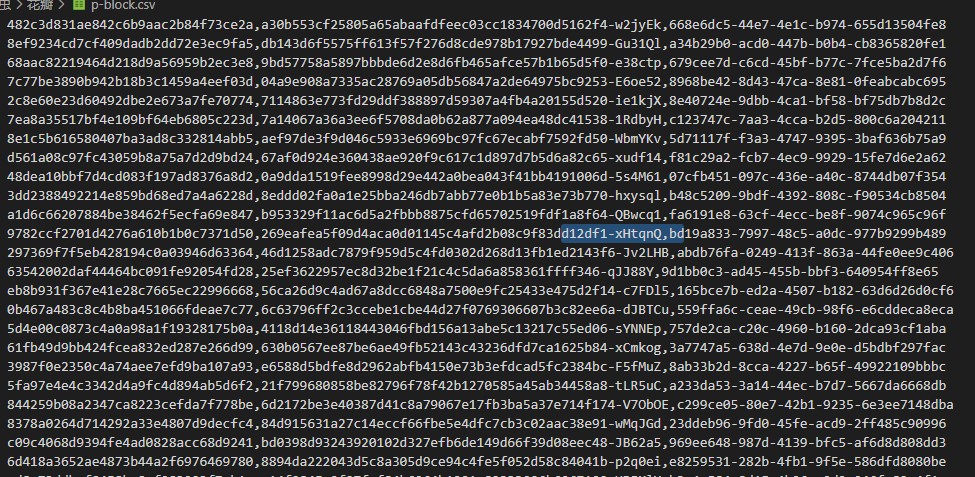 虫 > 花瓣 > p-block.csv
482c3d831ae842c6b9aac2b84f73ce2a,a30b553cf25805a65abaafdfeec03cc1834700d5162f4-w2jyEk,668e6dc5-44e7-4e1c-b974-655d13504fe8
8ef9234cd7cf409dadb2dd72e3ec9fa5,db143d6f5575ff613f57f276d8cde978b17927bde4499-Gu31Ql,a34b29b0-acd0-447b-b0b4-cb8365820fe1
68aac82219464d218d9a56959b2ec3e8,9bd57758a5897bbbde6d2e8d6fb465afce57b1b65d5f0-e38ctp,679cee7d-c6cd-45bf-b77c-7fce5ba2d7f6
7c77be3890b942b18b3c1459a4eef03d,04a9e908a7335ac28769a05db56847a2de64975bc9253-E6oe52,8968be42-8d43-47ca-8e81-0feabcabc695
2c8e60e23d60492dbe2e673a7fe70774,7114863e773fd29ddf388897d59307a4fb4a20155d520-ie1kjX,8e40724e-9dbb-4ca1-bf58-bf75db7b8d2c
7ea8a35517bf4e109bf64eb6805c223d,7a14067a36a3ee6f5708da0b62a877a094ea48dc41538-1RdbyH,c123747c-7aa3-4cca-b2d5-800c6a204211
8e1c5b616580407ba3ad8c332814abb5,aef97de3f9d046c5933e6969bc97fc67ecabf7592fd50-WbmYKv,5d71117f-f3a3-4747-9395-3baf636b75a9
d561a08c97fc43059b8a75a7d2d9bd24,67af0d924e360438ae920f9c617c1d897d7b5d6a82c65-xudf14,f81c29a2-fcb7-4ec9-9929-15fe7d6e2a62
48dea10bbf7d4cd083f197ad8376a8d2,0a9dda1519fee8998d29e442a0bea043f41bb4191006d-5s4M61,07cfb451-097c-436e-a40c-8744db07f354
3dd2388492214e859bd68ed7a4a6228d,8eddd02fa0a1e25bba246db7abb77e0b1b5a83e73b770-hxysql,b48c5209-9bdf-4392-808c-f90534cb8504
a1d6c66207884be38462f5ecfa69e847,b953329f11ac6d5a2fbbb8875cfd65702519fdf1a8f64-QBwcq1,fa6191e8-63cf-4ecc-be8f-9074c965c96f
9782ccf2701d4276a610b1b0c7371d50,269eafea5f09d4aca0d01145c4afd2b08c9f83dd12df1-xHtqnQ,bd19a833-7997-48c5-a0dc-977b9299b489
297369f7f5eb428194c0a03946d63364,46d1258adc7879f959d5c4fd0302d268d13fb1ed2143f6-Jv2LHB,abdb76fa-0249-413f-863a-44fe0ee9c406
63542002daf44464bc091fe92054fd28,25ef3622957ec8d32be1f21c4c5da6a858361ffff346-qJJ88Y,9d1bb0c3-ad45-455b-bbf3-640954ff8e65
eb8b931f367e41e28c7665ec22996668,56ca26d9c4ad67a8dcc6848a7500e9fc25433e475d2f14-c7FDl5,165bce7b-ed2a-4507-b182-63d6d26d0cf6
0b467a483c8c4b8ba451066fdeae7c77,6c63796ff2c3ccebe1cbe44d27f0769306607b3c82ee6a-dJBTCu,559ffa6c-ceae-49cb-98f6-e6cddeca8eca
5d4e00c0873c4a0a98a1f19328175b0a,4118d14e36118443046fbd156a13abe5c13217c55ed06-sYNNEp,757de2ca-c20c-4960-b160-2dca93cf1aba
61fb49d9bb424fcea832ed287e266d99,630b0567ee87be6ae49fb52143c43236dfd7ca1625b84-xCmkog,3a7747a5-638d-4e7d-9e0e-d5bdbf297fac
3987f0e2350c4a74aee7efd9ba107a93,e6588d5bdfe8d2962abfb4150e73b3efdcad5fc2384bc-F5fMuZ,8ab33b2d-8cca-4227-b65f-49922109bbbc
5fa97e4e4c3342d4a9fc4d894ab5d6f2,21f799680858be82796f78f42b1270585a45ab34458a8-tLR5uC,a233da53-3a14-44ec-b7d7-5667da6668db
844259b08a2347ca8223cefda7f778be,6d2172be3e40387d41c8a79067e17fb3ba5a37e714f174-V7ObOE,c299ce05-80e7-42b1-9235-6e3ee7148dba
8378a0264d714292a33e4807d9decfc4,84d915631a27c14eccf66fbe5e4dfc7cb3c02aac38e91-wMqJGd,23ddeb96-9fd0-45fe-acd9-2ff485c90996
c09c4068d9394fe4ad0828acc68d9241,bd0398d93243920102d327efb6de149d66f39d08eec48-JB62a5,969ee648-987d-4139-bfc5-af6d8d808dd3
6d418a3652ae4873b44a2f6976469780,8894da222043d5c8a305d9ce94c4fe5f052d58c84041b-p2q0ei,e8259531-282b-4fb1-9f5e-586dfd8080be